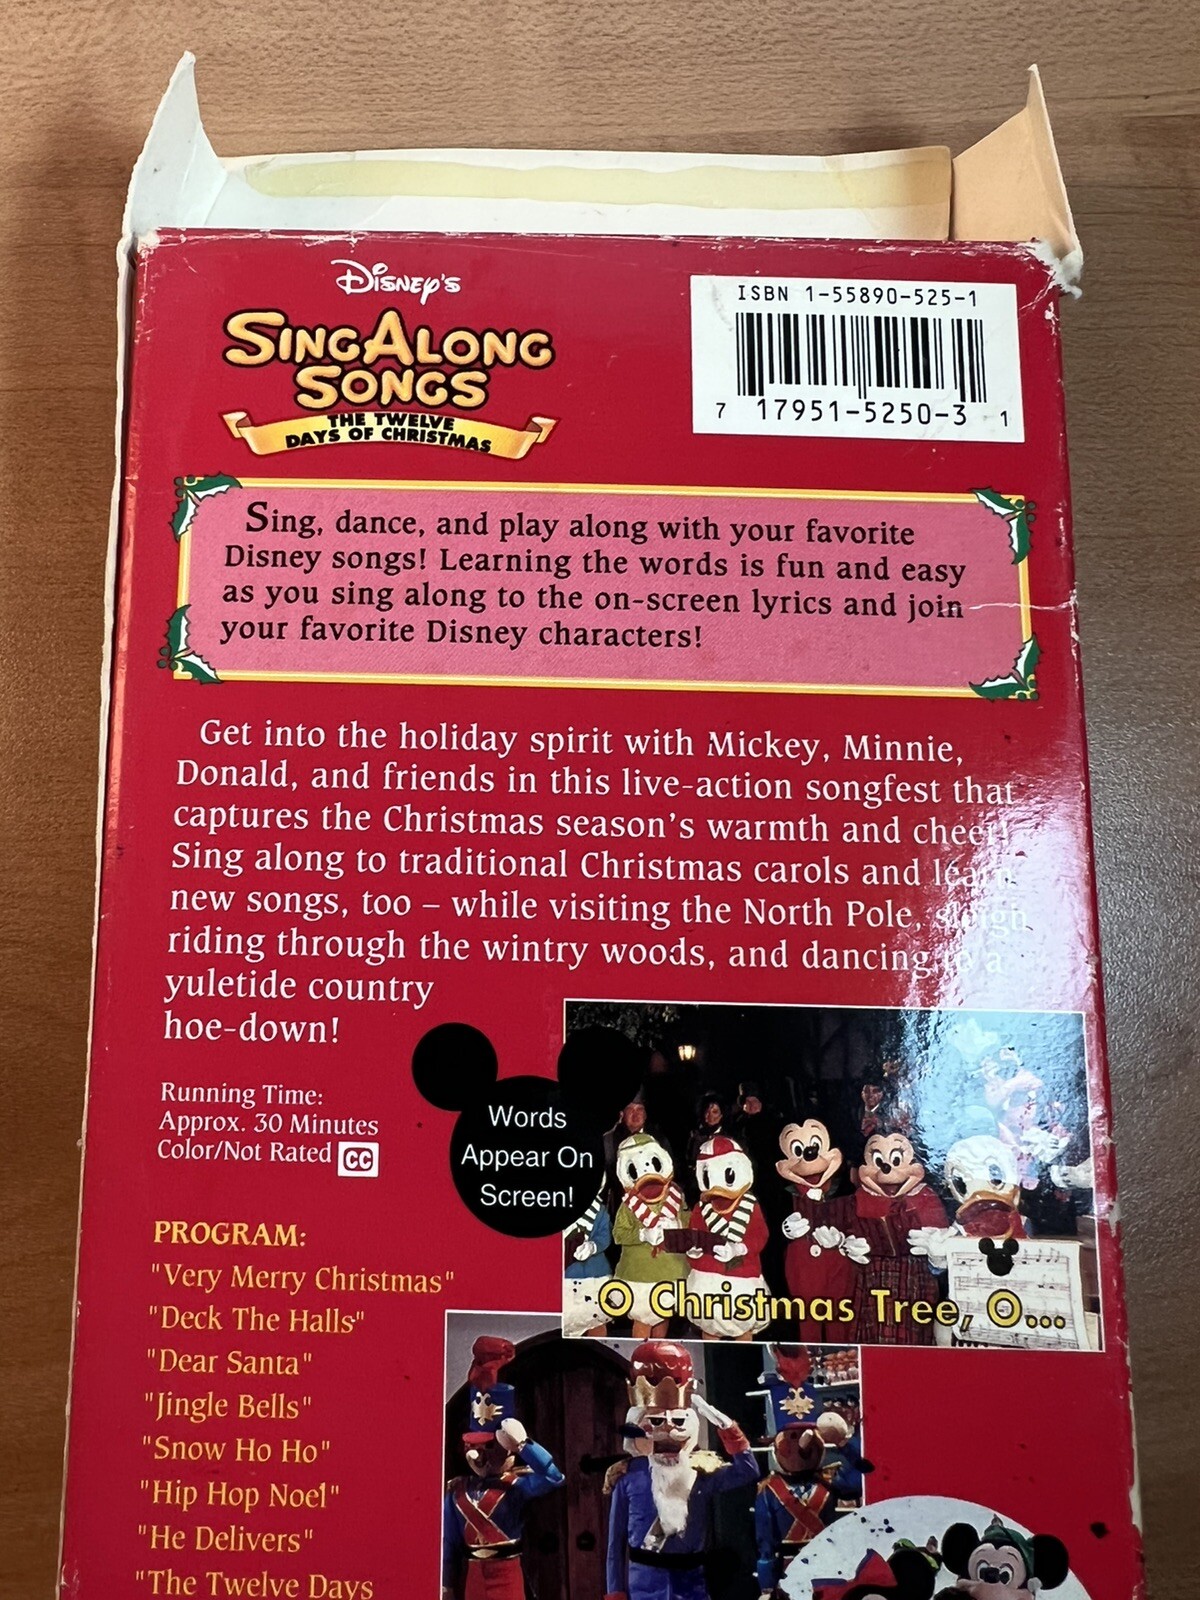 Disney's
Sing Along
Songs
The Twelve
Days of Christmas
ISBN 1-55890-525-1
7 17951-5250-3 1
Sing, dance, and play along with your favorite
Disney songs! Learning the words is fun and easy
as you sing along to the on-screen lyrics and join
your favorite Disney characters!
Get into the holiday spirit with Mickey, Minnie,
Donald, and friends in this live-action songfest that
captures the Christmas season's warmth and cheer!
Sing along to traditional Christmas carols and learn
new songs, too – while visiting the North Pole, sleigh
riding through the wintry woods, and dancing to a
yuletide country
hoe-down!
Running Time:
Approx. 30 Minutes
Color/Not Rated CC
Words
Appear On
Screen!
O Christmas Tree, O...
PROGRAM:
"Very Merry Christmas"
"Deck The Halls"
"Dear Santa"
"Jingle Bells"
"Snow Ho Ho"
"Hip Hop Noel"
"He Delivers"
"The Twelve Days